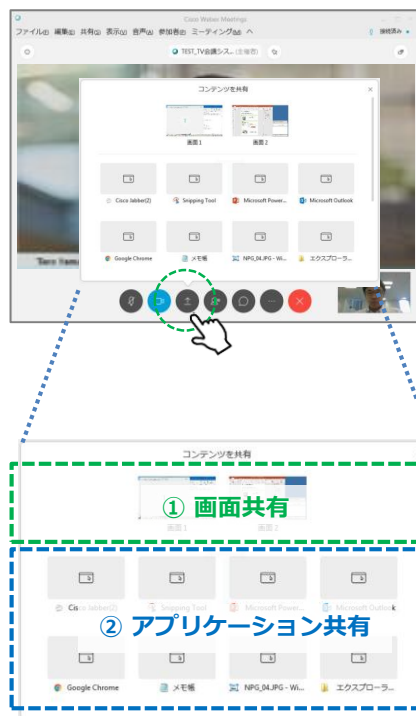 Cisco Webex Meetings
ファイル(F) 編集(E) 共有(S) 表示(V) 音声(A) 参加者(P) ミーティング(M) ヘ
接続済み
TEST_TV会議シス... (主催者)
コンテンツを共有
画面 1 画面 2
Cisco Jabber(2) Snipping Tool Microsoft Power... Microsoft Outlook
Google Chrome メモ帳 NPG_04.JPG - Wi... エクスプローラ...
コンテンツを共有
① 画面共有
画面 1 画面 2
Cisco Jabber(2) Snipping Tool Microsoft Power... Microsoft Outlook
② アプリケーション共有
Google Chrome メモ帳 NPG_04.JPG - Wi... エクスプローラ...